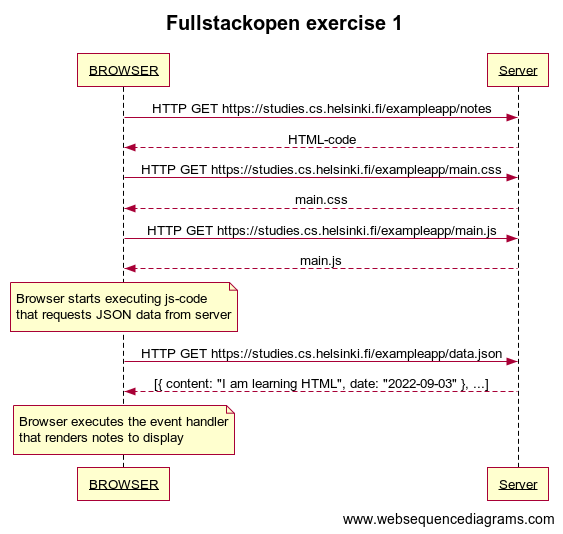 Fullstackopen exercise 1
BROWSER
Server
HTTP GET https://studies.cs.helsinki.fi/exampleapp/notes
HTML-code
HTTP GET https://studies.cs.helsinki.fi/exampleapp/main.css
main.css
HTTP GET https://studies.cs.helsinki.fi/exampleapp/main.js
main.js
Browser starts executing js-code
that requests JSON data from server
HTTP GET https://studies.cs.helsinki.fi/exampleapp/data.json
[{ content: "I am learning HTML", date: "2022-09-03" }, ...]
Browser executes the event handler
that renders notes to display
BROWSER
Server
www.websequencediagrams.com